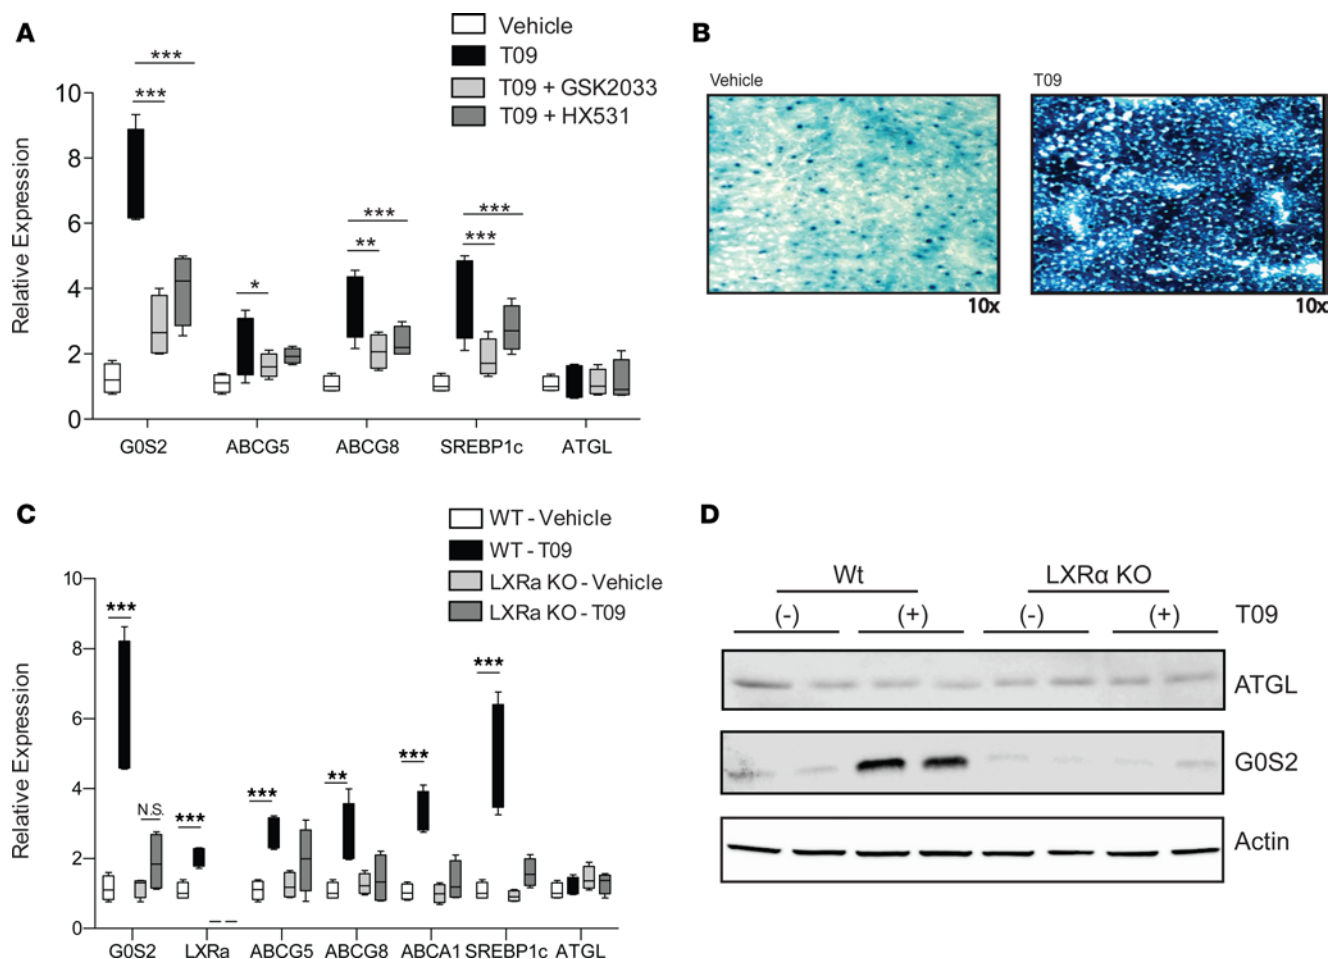 A
Vehicle
T09
T09 + GSK2033
T09 + HX531
Relative Expression
10
8
6
4
2
0
***
***
*
***
**
***
***
G0S2
ABCG5
ABCG8
SREBP1c
ATGL
B
Vehicle
T09
10x
10x
C
WT - Vehicle
WT - T09
LXRa KO - Vehicle
LXRa KO - T09
Relative Expression
10
8
6
4
2
0
***
N.S.
***
***
**
***
***
G0S2
LXRa
ABCG5
ABCG8
ABCA1
SREBP1c
ATGL
D
Wt
LXRα KO
(-)
(+)
(-)
(+)
T09
ATGL
G0S2
Actin